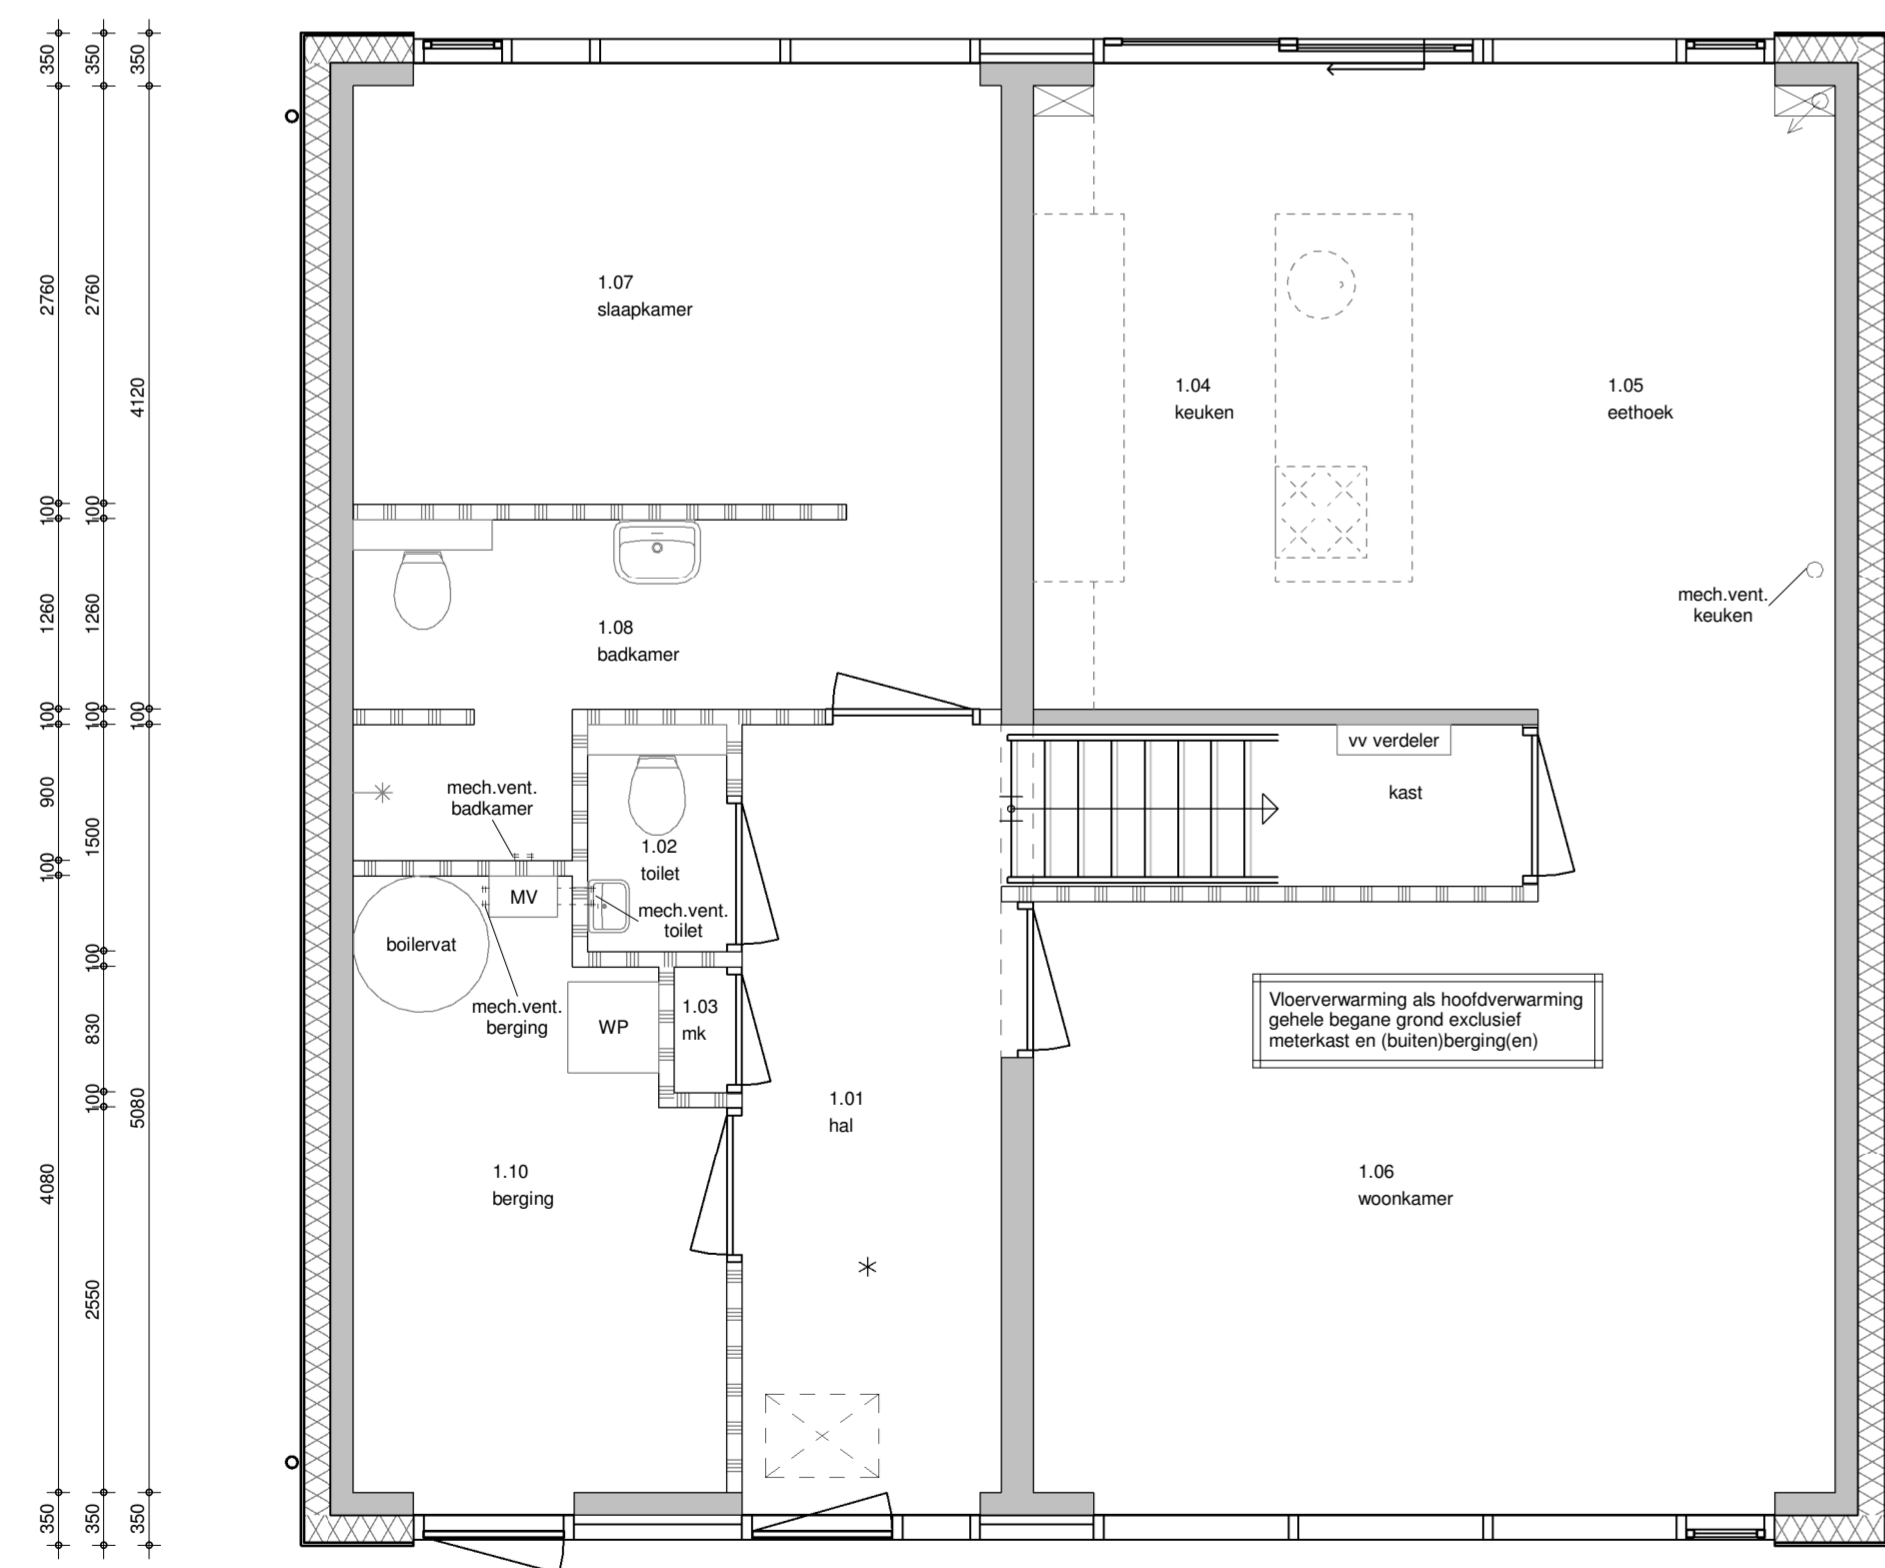 350
350
350
2760
2760
4120
100
100
1260
1260
100
100
100
900
1500
100
100
830
100
4080
2550
5080
350
350
350
1.07
slaapkamer
1.04
keuken
1.05
eethoek
mech.vent.
keuken
1.08
badkamer
vv verdeler
kast
mech.vent.
badkamer
1.02
toilet
MV
mech.vent.
toilet
boilervat
mech.vent.
berging
WP
1.03
mk
Vloerverwarming als hoofdverwarming
gehele begane grond exclusief
meterkast en (buiten)berging(en)
1.01
hal
1.10
berging
1.06
woonkamer